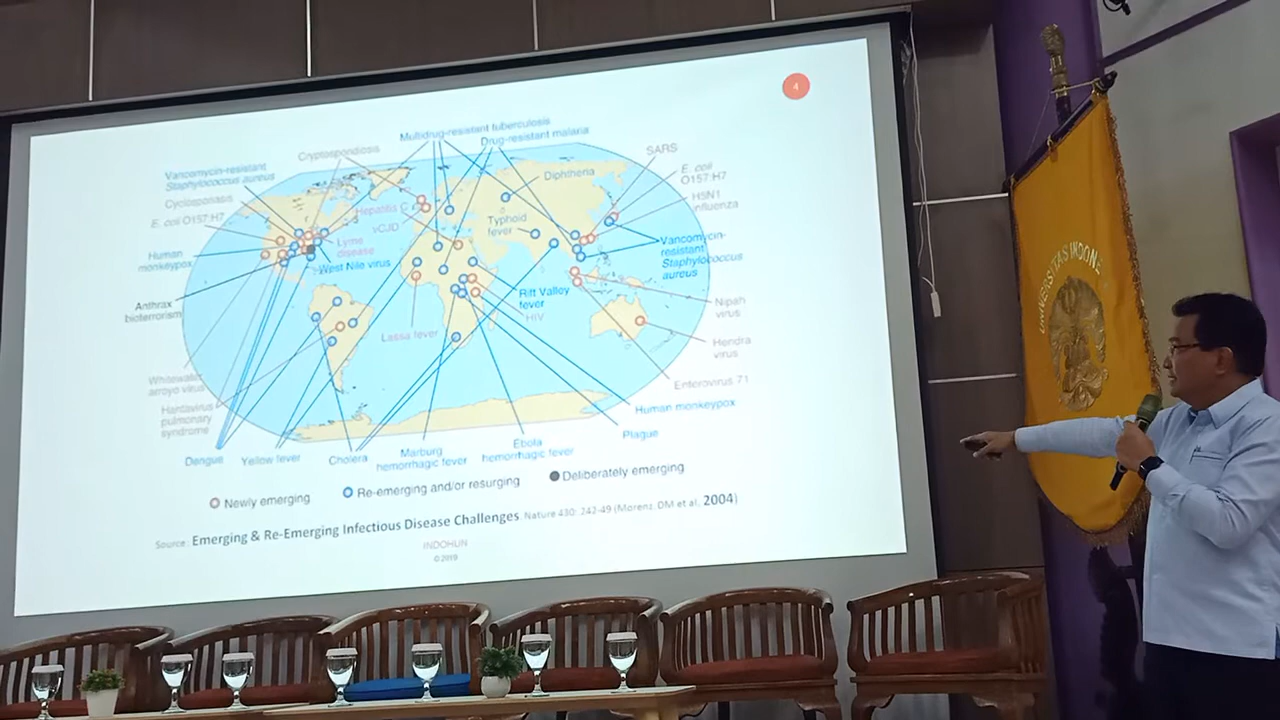 4
Multidrug-resistant tuberculosis
Drug-resistant malaria
Cryptosporidiosis
SARS
Vancomycin-resistant
Staphylococcus aureus
Diphtheria
E. coli
O157:H7
Cyclosporiasis
Hepatitis C
H5N1
influenza
E. coli O157:H7
vCJD
Typhoid
fever
Human
monkeypox
Lyme
disease
West Nile virus
Vancomycin-
resistant
Staphylococcus
aureus
Anthrax
bioterrorism
Rift Valley
fever
HIV
Nipah
virus
Lassa fever
Hendra
virus
Whitewater
arroyo virus
Enterovirus 71
Hantavirus
pulmonary
syndrome
Human monkeypox
Plague
Dengue
Yellow fever
Cholera
Marburg
hemorrhagic fever
Ebola
hemorrhagic fever
Newly emerging
Re-emerging and/or resurging
Deliberately emerging
Source: Emerging & Re-Emerging Infectious Disease Challenges. Nature 430: 242-49 (Morenz, DM et al, 2004)
INDOHUN
©2019
UNIVERSITAS INDONE